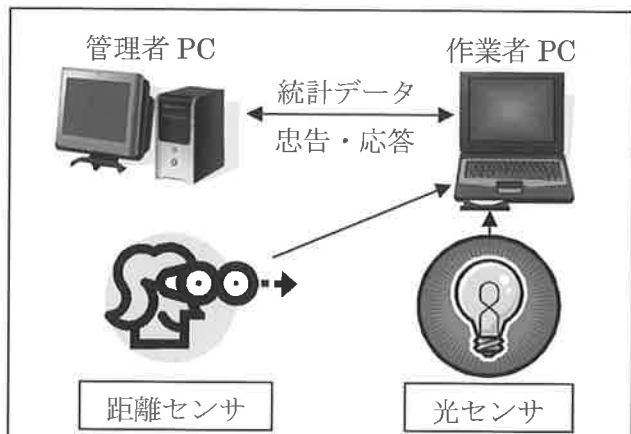 管理者 PC
作業者 PC
統計データ
忠告・応答
距離センサ
光センサ